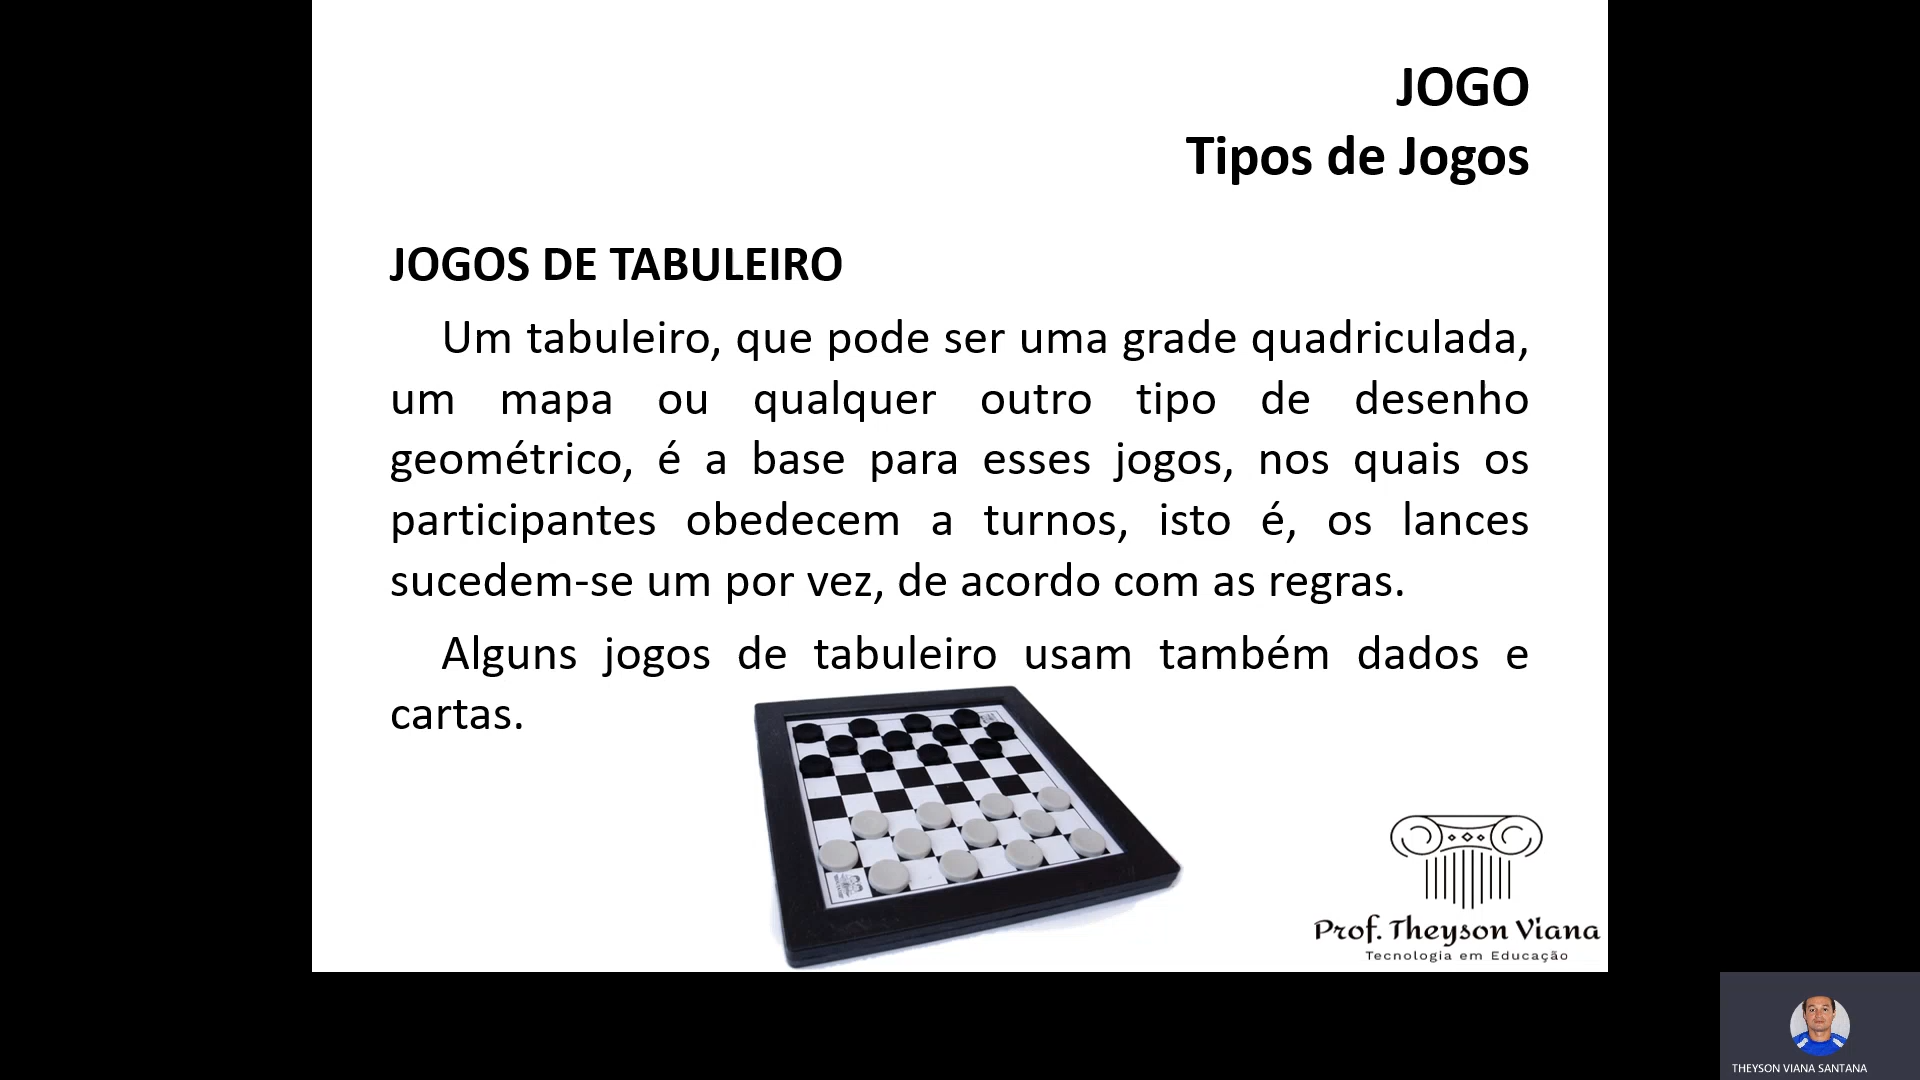 JOGO
Tipos de Jogos
JOGOS DE TABULEIRO
Um tabuleiro, que pode ser uma grade quadriculada,
um mapa ou qualquer outro tipo de desenho
geométrico, é a base para esses jogos, nos quais os
participantes obedecem a turnos, isto é, os lances
sucedem-se um por vez, de acordo com as regras.
Alguns jogos de tabuleiro usam também dados e
cartas.
Prof. Theyson Viana
Tecnologia em Educação
THEYSON VIANA SANTANA